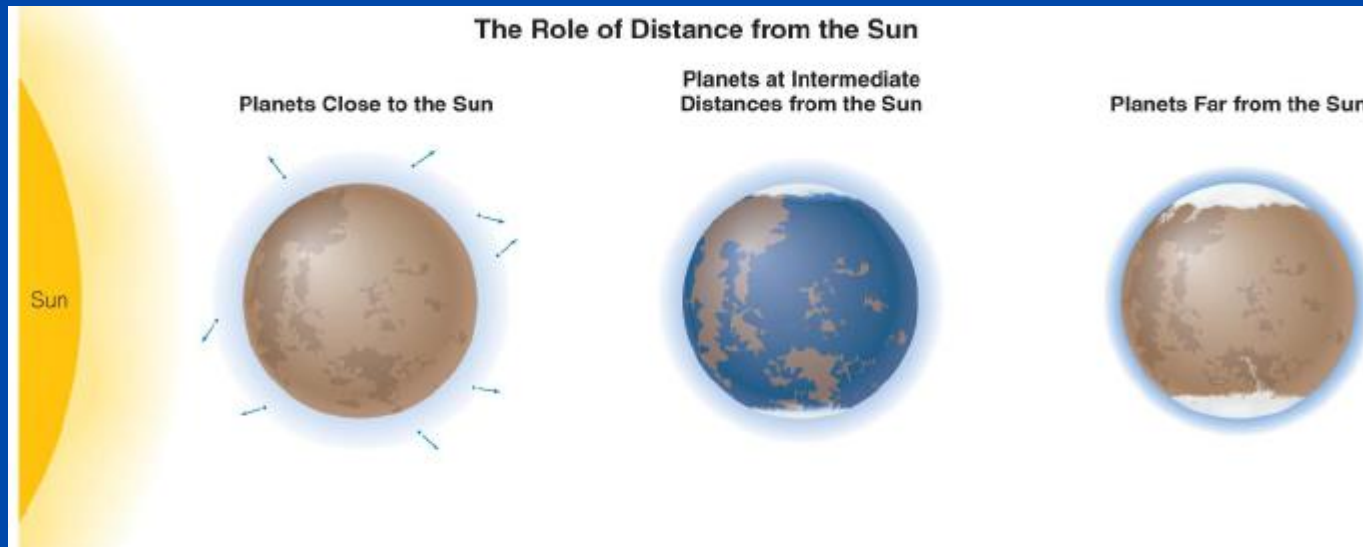 The Role of Distance from the Sun
Planets Close to the Sun
Planets at Intermediate
Distances from the Sun
Planets Far from the Sun
Sun